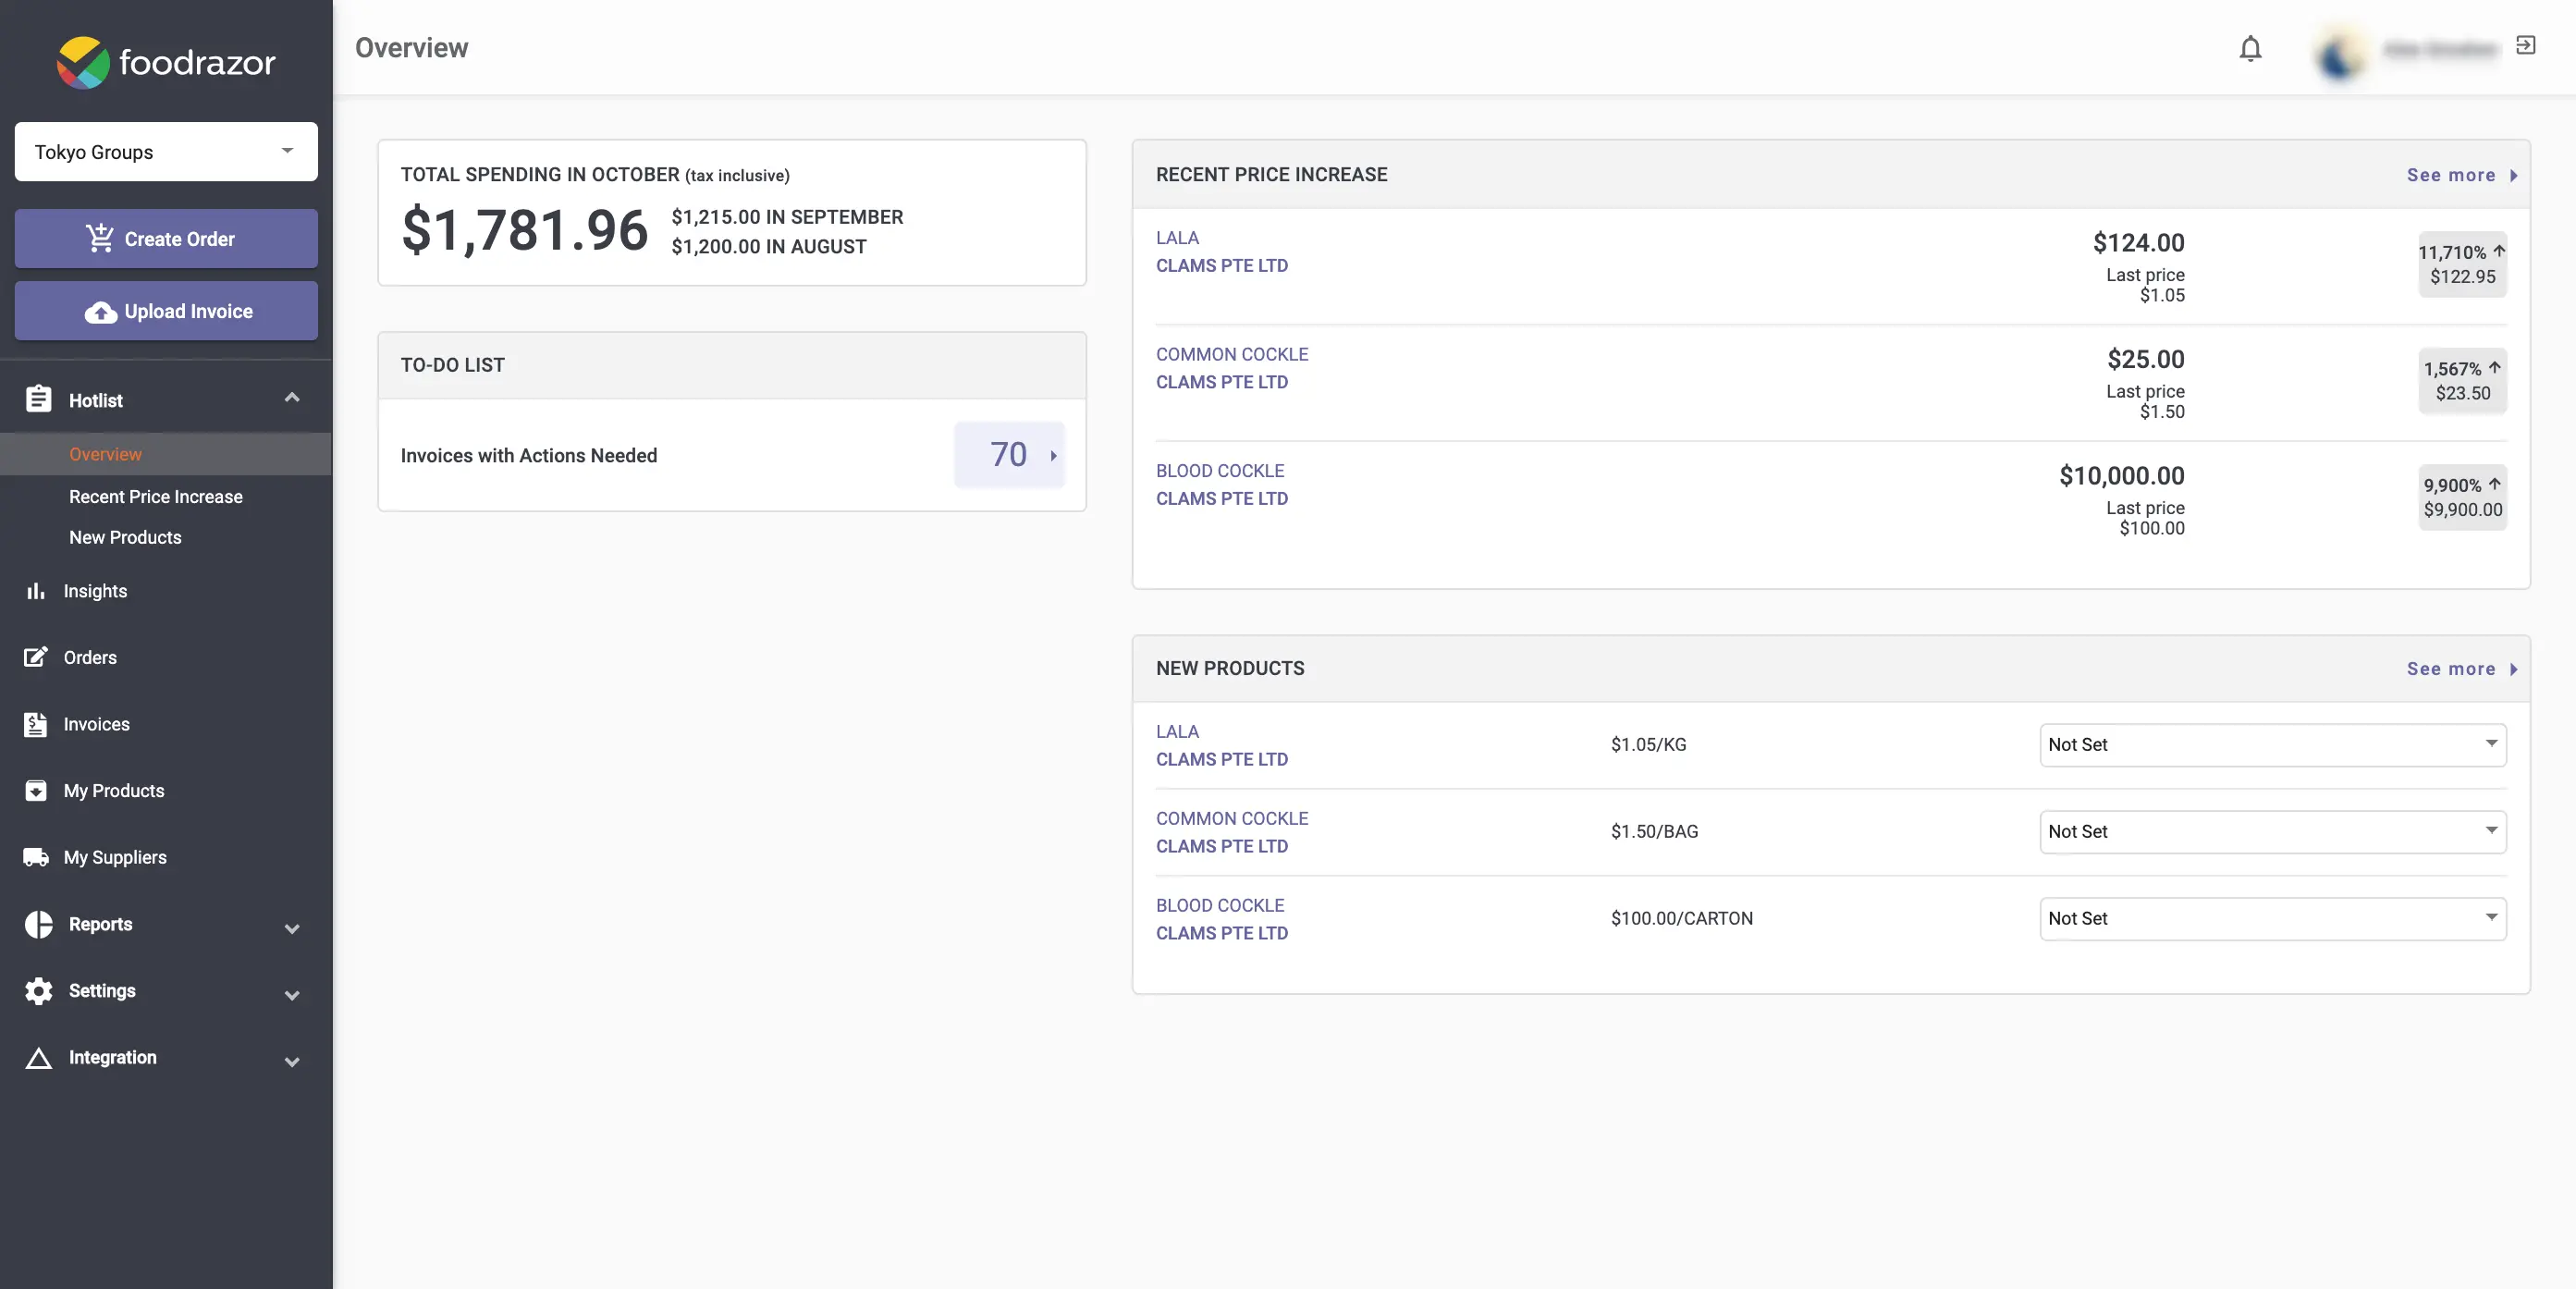 foodrazor
Tokyo Groups
Create Order
Upload Invoice
Hotlist
Overview
Recent Price Increase
New Products
Insights
Orders
Invoices
My Products
My Suppliers
Reports
Settings
Integration
Overview
TOTAL SPENDING IN OCTOBER (tax inclusive)
$1,781.96
$1,215.00 IN SEPTEMBER
$1,200.00 IN AUGUST
TO-DO LIST
Invoices with Actions Needed 70
RECENT PRICE INCREASE See more
LALA
CLAMS PTE LTD
$124.00
Last price
$1.05
11,710%
$122.95
COMMON COCKLE
CLAMS PTE LTD
$25.00
Last price
$1.50
1,567%
$23.50
BLOOD COCKLE
CLAMS PTE LTD
$10,000.00
Last price
$100.00
9,900%
$9,900.00
NEW PRODUCTS See more
LALA
CLAMS PTE LTD
$1.05/KG
Not Set
COMMON COCKLE
CLAMS PTE LTD
$1.50/BAG
Not Set
BLOOD COCKLE
CLAMS PTE LTD
$100.00/CARTON
Not Set